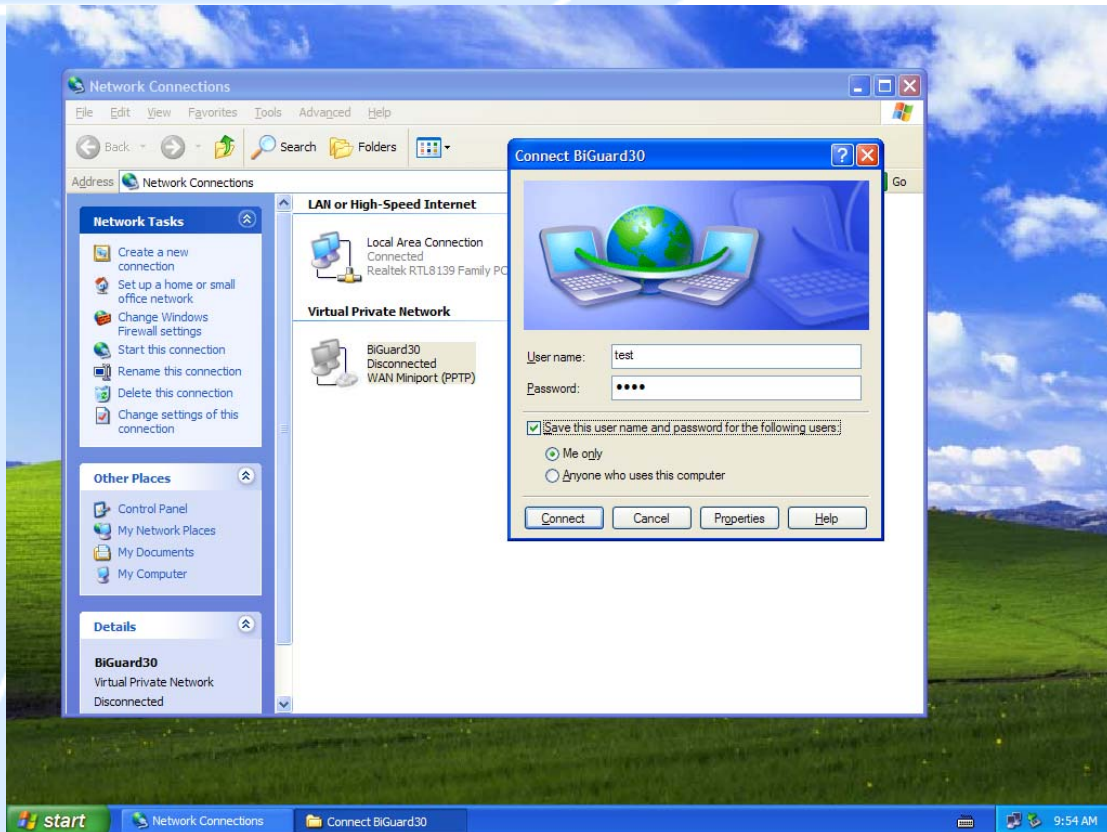 Network Connections
File Edit View Favorites Tools Advanced Help
Back Search Folders
Address Network Connections Go
Network Tasks
Create a new
connection
Set up a home or small
office network
Change Windows
Firewall settings
Start this connection
Rename this connection
Delete this connection
Change settings of this
connection
Other Places
Control Panel
My Network Places
My Documents
My Computer
Details
BiGuard30
Virtual Private Network
Disconnected
LAN or High-Speed Internet
Local Area Connection
Connected
Realtek RTL8139 Family PC
Virtual Private Network
BiGuard30
Disconnected
WAN Miniport (PPTP)
Connect BiGuard30
User name: test
Password: ••••
Save this user name and password for the following users:
Me only
Anyone who uses this computer
Connect Cancel Properties Help
start Network Connections Connect BiGuard30 9:54 AM